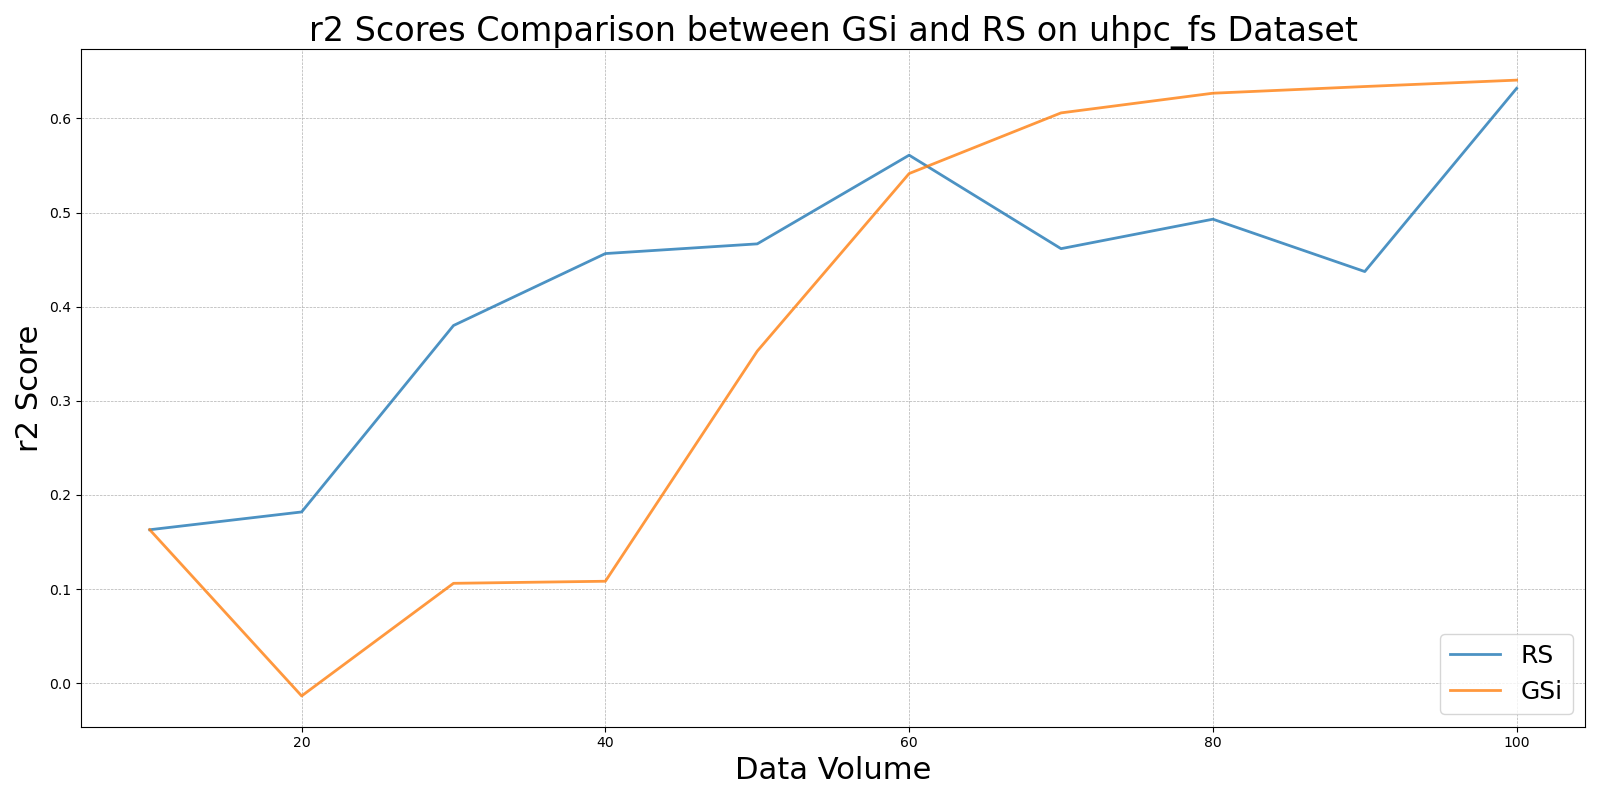 r2 Scores Comparison between GSi and RS on uhpc_fs Dataset
r2 Score
0.6
0.5
0.4
0.3
0.2
0.1
0.0
20
40
60
80
100
Data Volume
RS
GSi